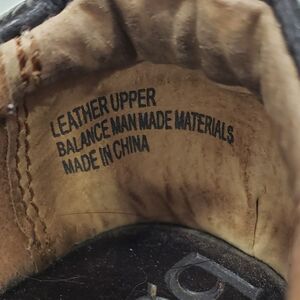 LEATHER UPPER
BALANCE MAN MADE MATERIALS
MADE IN CHINA